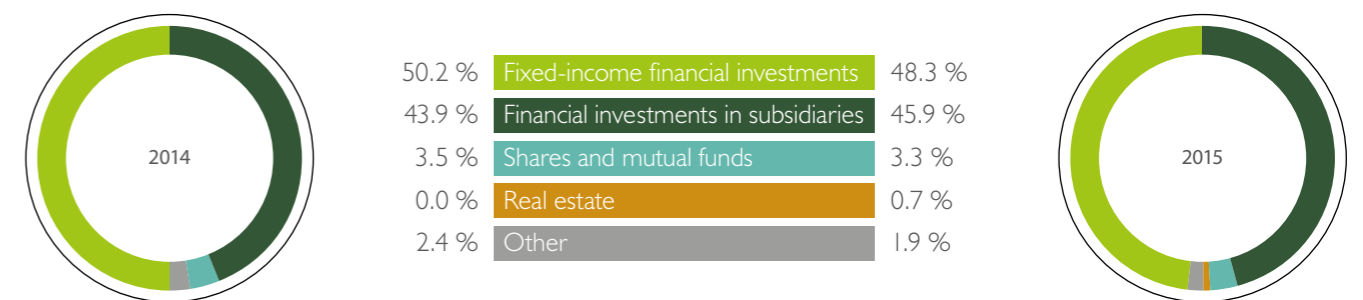 50.2 % Fixed-income financial investments 48.3 %
43.9 % Financial investments in subsidiaries 45.9 %
2014 3.5 % Shares and mutual funds 3.3 % 2015
0.0 % Real estate 0.7 %
2.4 % Other 1.9 %